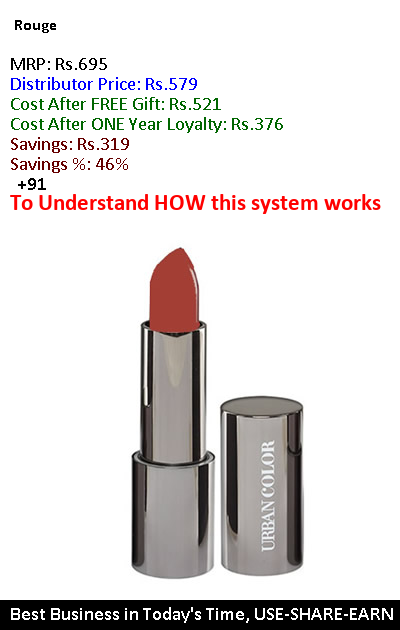 Rouge
MRP: Rs.695
Distributor Price: Rs.579
Cost After FREE Gift: Rs.521
Cost After ONE Year Loyalty: Rs.376
Savings: Rs.319
Savings %: 46%
+91
To Understand HOW this system works
URBAN COLOR
Best Business in Today's Time, USE-SHARE-EARN